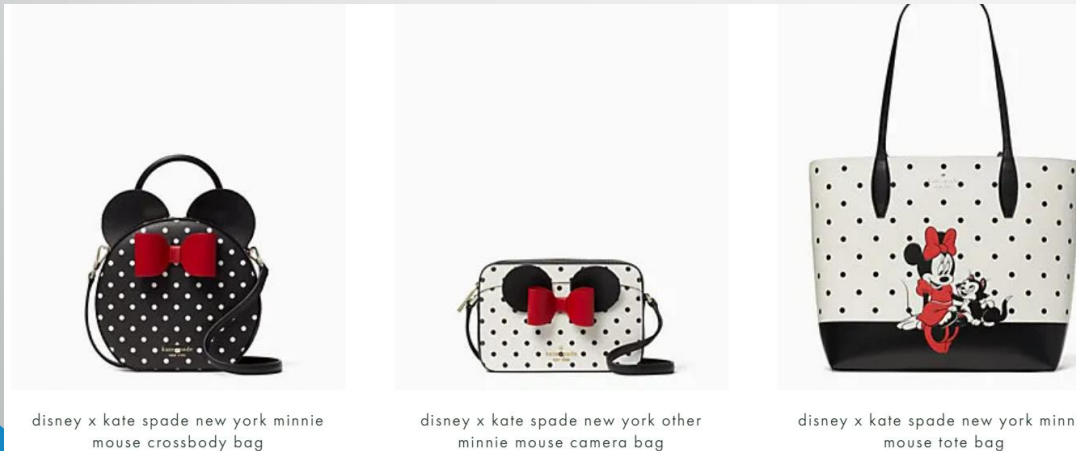 disney x kate spade new york minnie
mouse crossbody bag
disney x kate spade new york other
minnie mouse camera bag
disney x kate spade new york minn
mouse tote bag